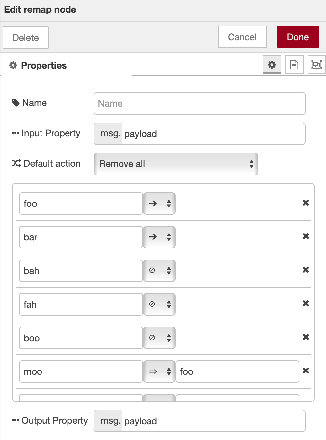 Edit remap node
Delete
Cancel
Done
Properties
Name
Name
Input Property
msg. payload
Default action
Remove all
foo
bar
bah
fah
boo
moo
foo
Output Property
msg. payload